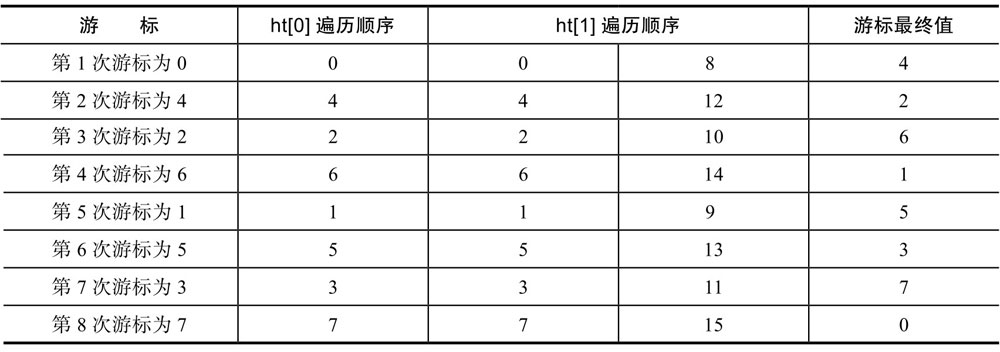 游 标 ht[0] 遍历顺序 ht[1] 遍历顺序 游标最终值
第 1 次游标为 0 0 0 8 4
第 2 次游标为 4 4 4 12 2
第 3 次游标为 2 2 2 10 6
第 4 次游标为 6 6 6 14 1
第 5 次游标为 1 1 1 9 5
第 6 次游标为 5 5 5 13 3
第 7 次游标为 3 3 3 11 7
第 8 次游标为 7 7 7 15 0